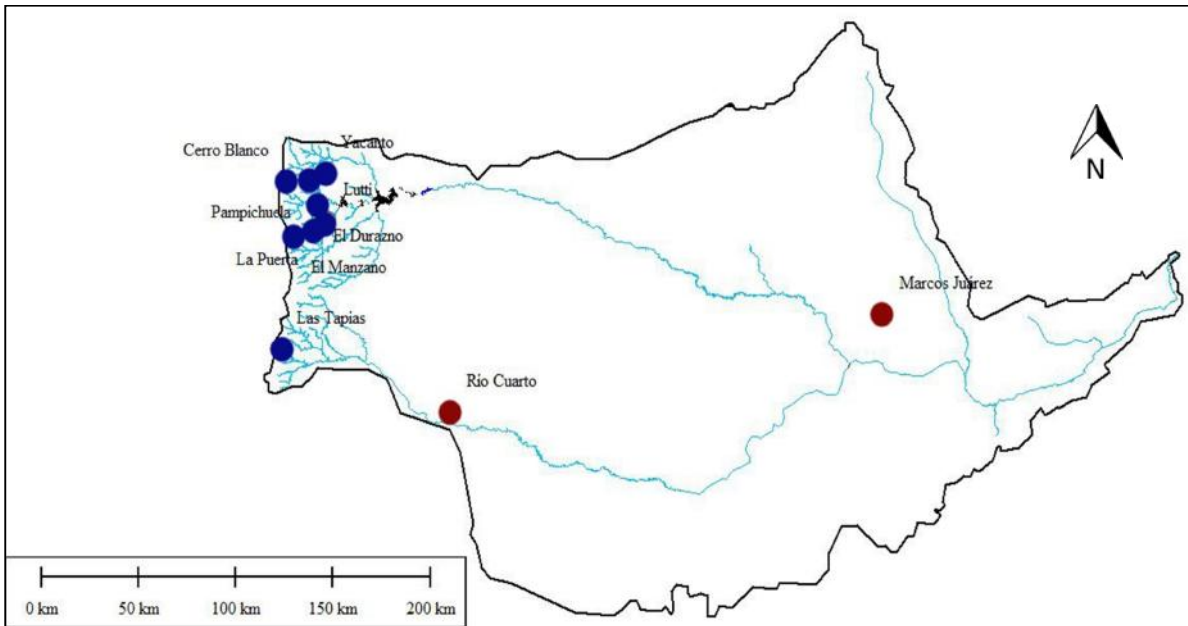 Yacanto
Cerro Blanco
N
Lutti
Pampichuela
El Durazno
La Puerta
El Manzano
Marcos Juárez
Las Tapias
Río Cuarto
0 km
50 km
100 km
150 km
200 km